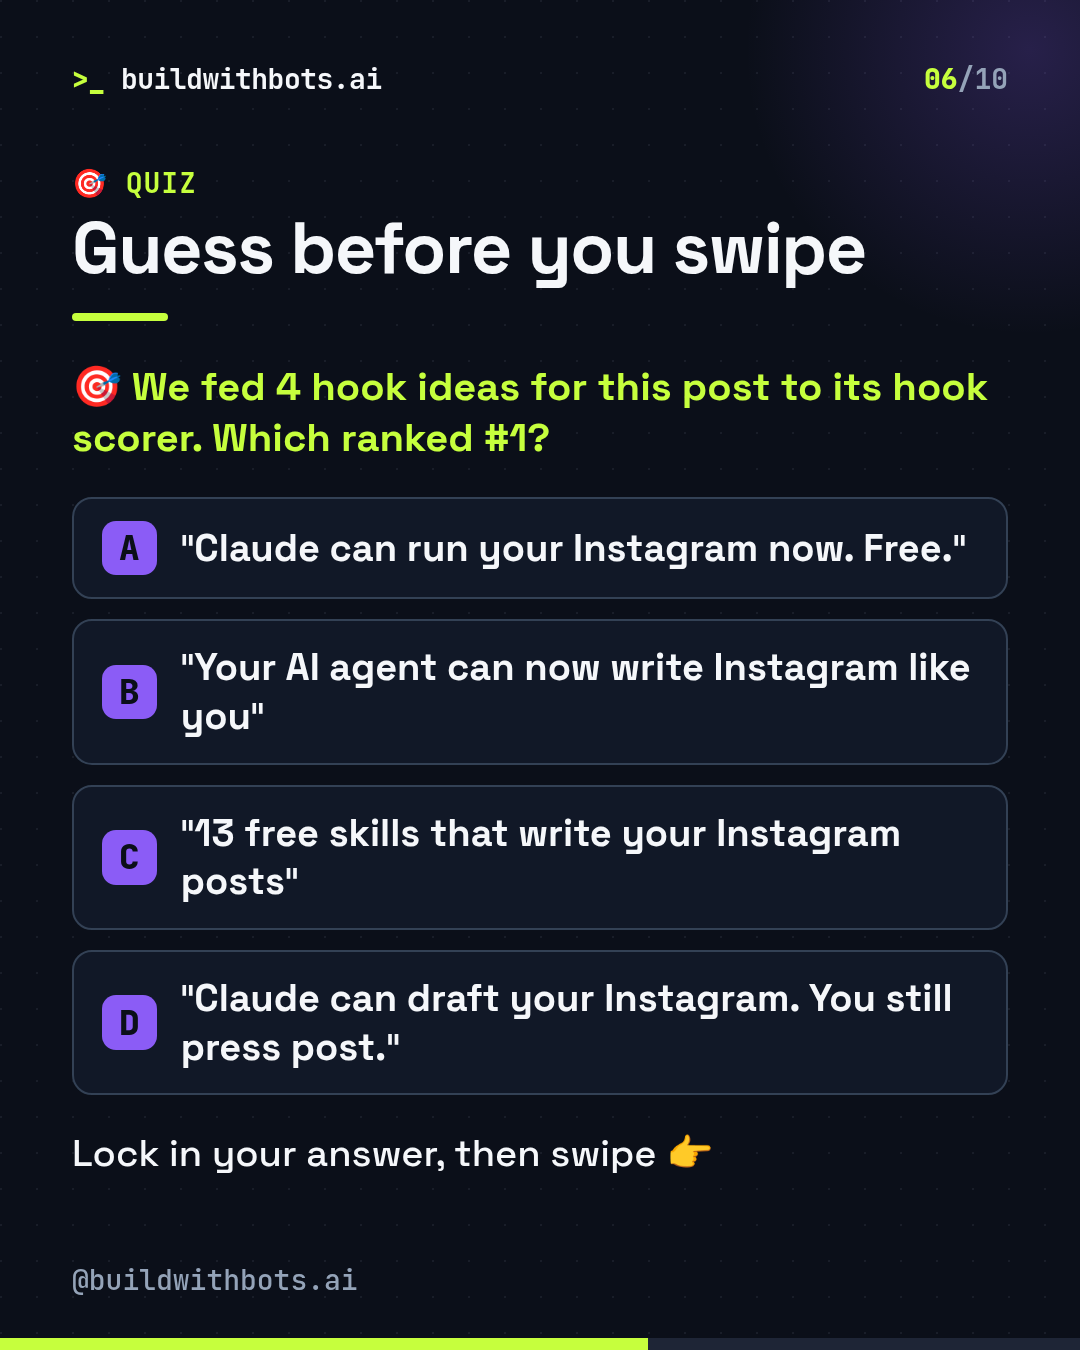 >_ buildwithbots.ai
06/10
🎯 QUIZ
Guess before you swipe
🎯 We fed 4 hook ideas for this post to its hook
scorer. Which ranked #1?
A "Claude can run your Instagram now. Free."
B "Your AI agent can now write Instagram like
you"
C "13 free skills that write your Instagram
posts"
D "Claude can draft your Instagram. You still
press post."
Lock in your answer, then swipe 👉
@buildwithbots.ai